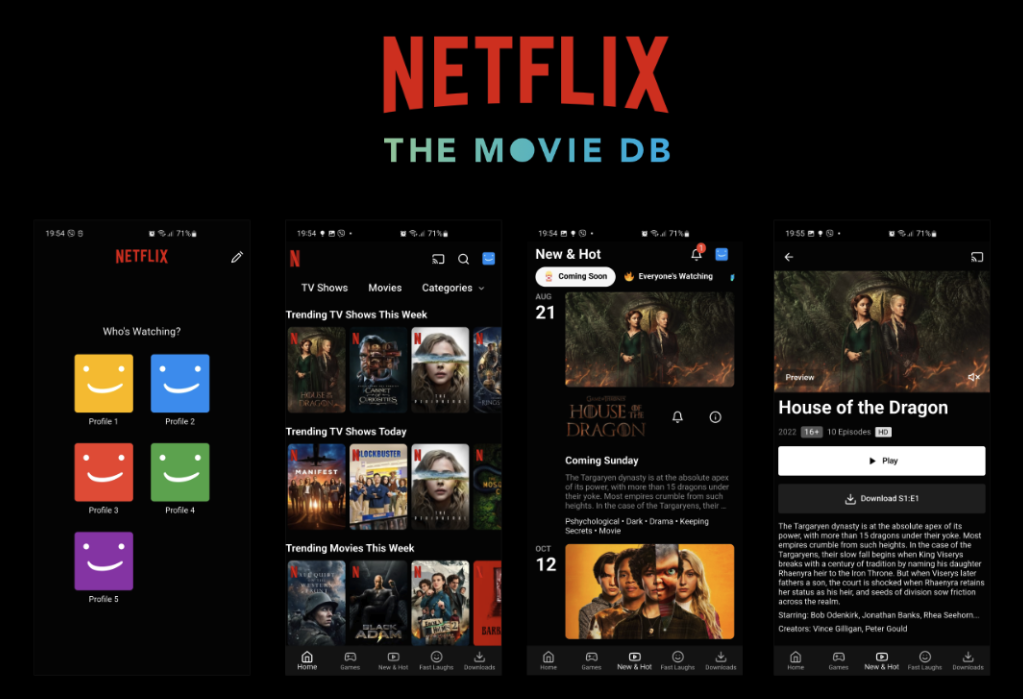 NETFLIX
THE MOVIE DB
19:54
71%
NETFLIX
Who's Watching?
Profile 1
Profile 2
Profile 3
Profile 4
Profile 5
19:54
71%
N
TV Shows
Movies
Categories
Trending TV Shows This Week
HOUSE OF THE DRAGON
CABINET OF CURIOSITIES
THE PERIPHERAL
Trending TV Shows Today
MANIFEST
BLOCKBUSTER
THE PERIPHERAL
Trending Movies This Week
BLACK ADAM
Home
Games
New & Hot
Fast Laughs
Downloads
19:54
71%
New & Hot
1
Coming Soon
Everyone's Watching
AUG
21
HOUSE OF THE DRAGON
Coming Sunday
The Targaryen dynasty is at the absolute apex
of its power, with more than 15 dragons under
their yoke. Most empires crumble from such
heights. In the case of the Targaryens, their ...
Pshychological • Dark • Drama • Keeping
Secrets • Movie
OCT
12
Home
Games
New & Hot
Fast Laughs
Downloads
19:55
71%
Preview
House of the Dragon
2022 16+ 10 Episodes HD
Play
Download S1:E1
The Targaryen dynasty is at the absolute apex of its
power, with more than 15 dragons under their yoke. Most
empires crumble from such heights. In the case of the
Targaryens, their slow fall begins when King Viserys
breaks with a century of tradition by naming his daughter
Rhaenyra heir to the Iron Throne. But when Viserys later
fathers a son, the court is shocked when Rhaenyra retains
her status as his heir, and seeds of division sow friction
across the realm.
Starring: Bob Odenkirk, Jonathan Banks, Rhea Seehorn...
Creators: Vince Gilligan, Peter Gould
Home
Games
New & Hot
Fast Laughs
Downloads